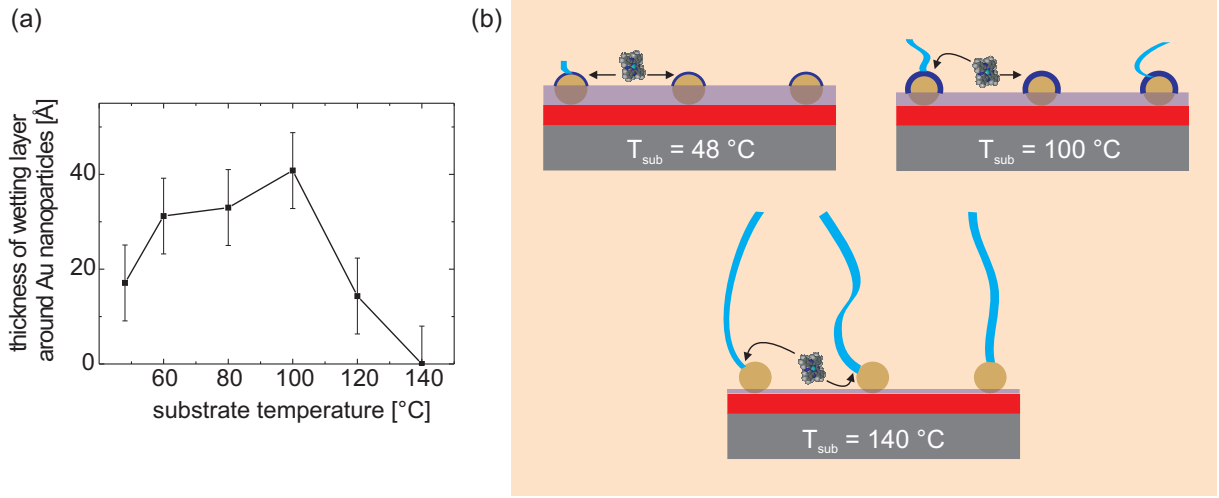 (a)
thickness of wetting layer
around Au nanoparticles [Å]
40
20
0
60 80 100 120 140
substrate temperature [°C]
(b)
Tsub = 48 °C
Tsub = 100 °C
Tsub = 140 °C